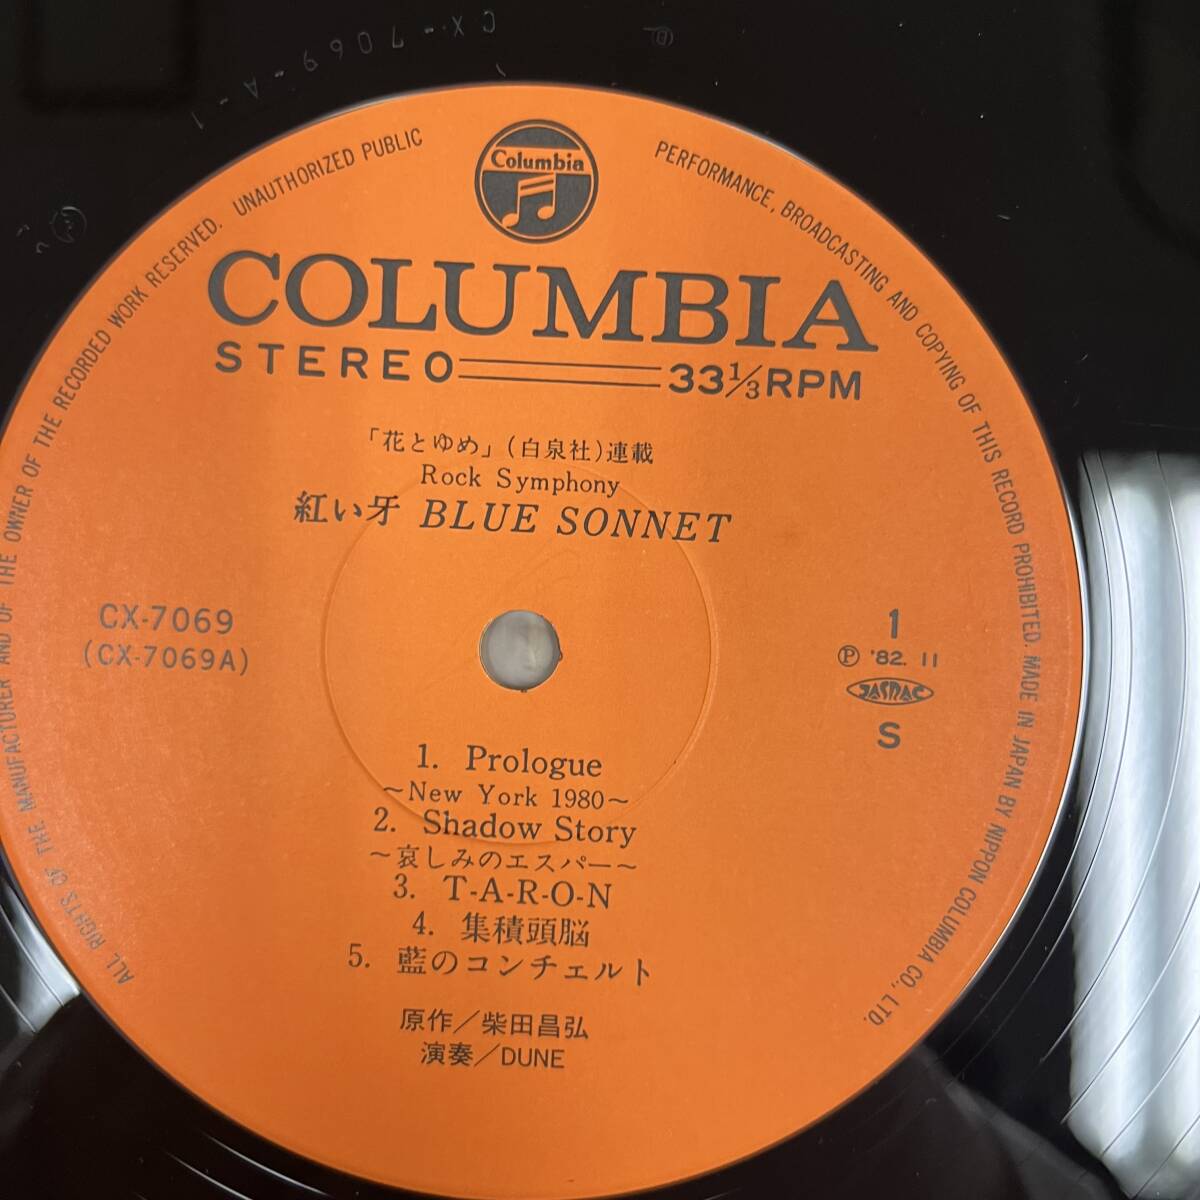 CX-7069-A-1
ALL RIGHTS OF THE MANUFACTURER AND OF THE OWNER OF THE RECORDED WORK RESERVED. UNAUTHORIZED PUBLIC PERFORMANCE, BROADCASTING AND COPYING OF THIS RECORD PROHIBITED. MADE IN JAPAN BY NIPPON COLUMBIA CO., LTD.
Columbia
COLUMBIA
STEREO 33⅓RPM
「花とゆめ」(白泉社)連載
Rock Symphony
紅い牙 BLUE SONNET
CX-7069
(CX-7069A)
1
Ⓟ '82. 11
JASRAC
S
1. Prologue
～New York 1980～
2. Shadow Story
～哀しみのエスパー～
3. T-A-R-O-N
4. 集積頭脳
5. 藍のコンチェルト
原作／柴田昌弘
演奏／DUNE